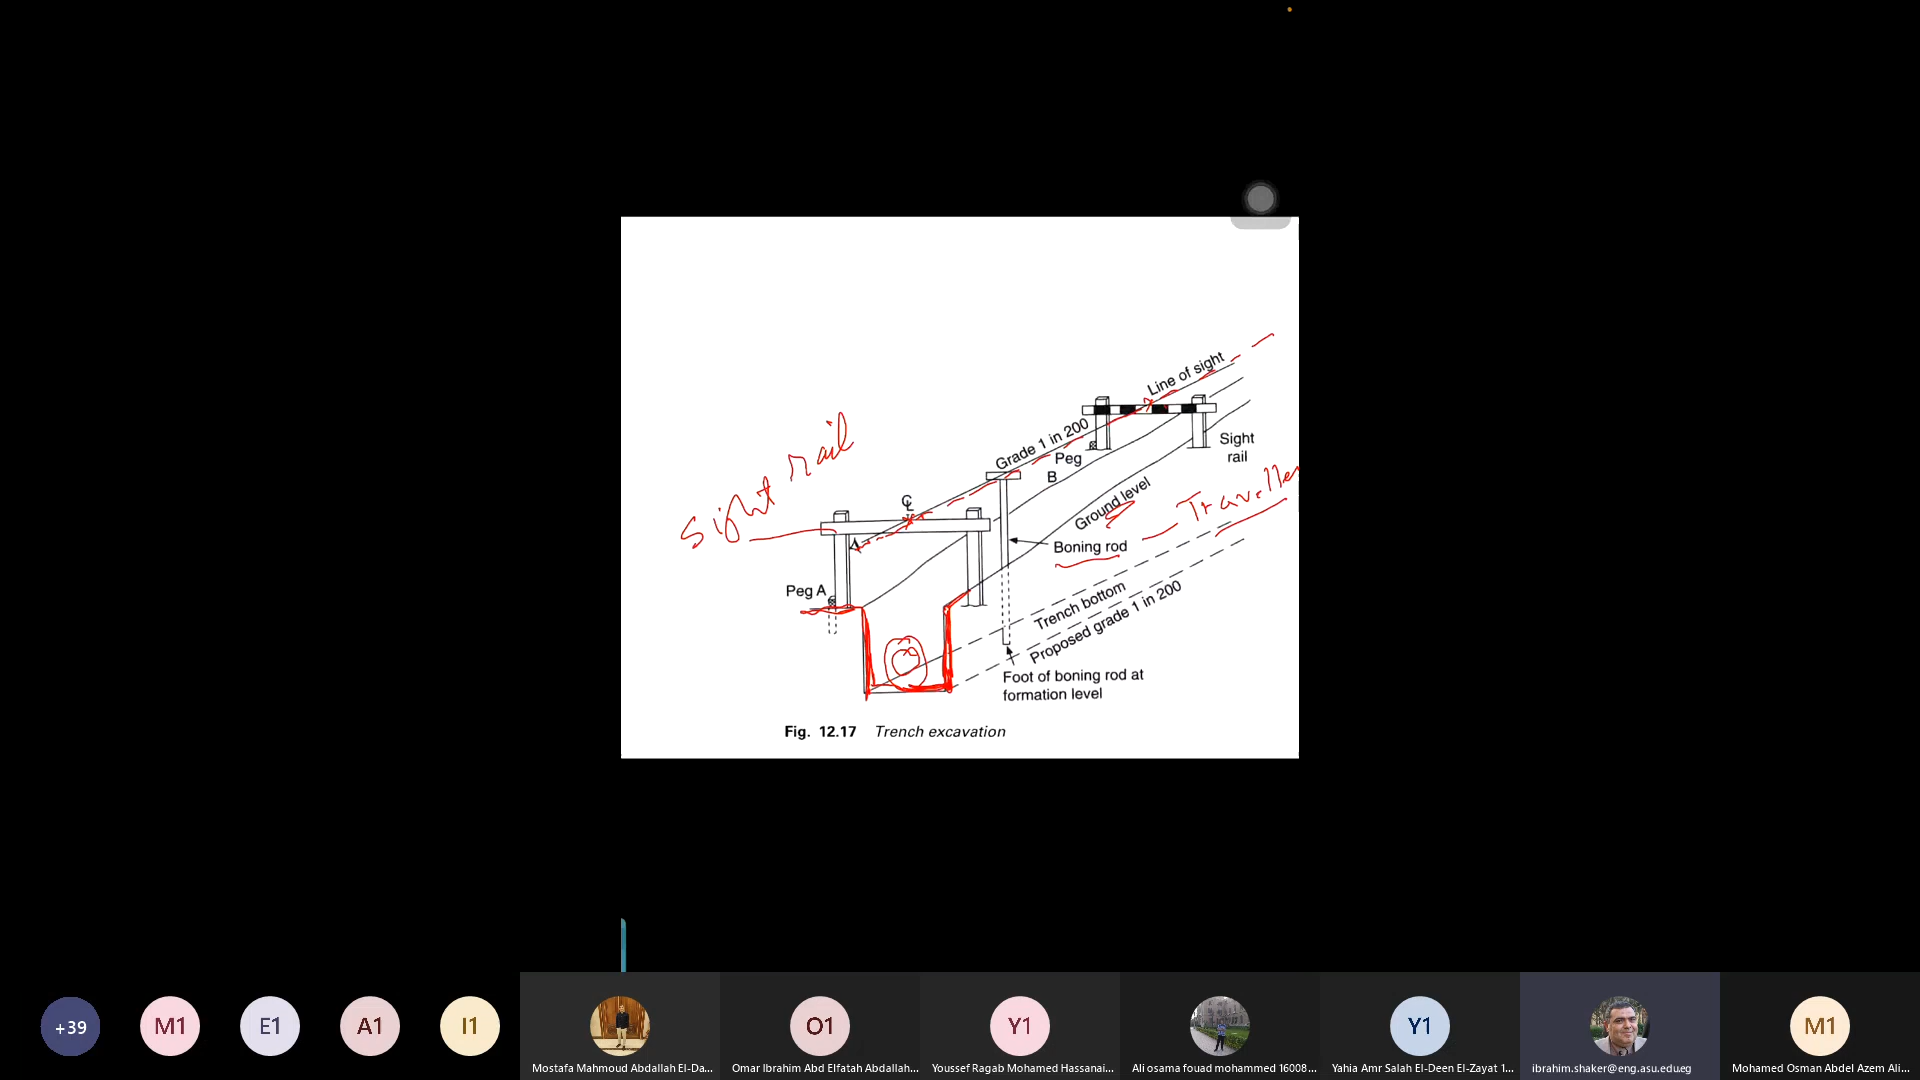 Line of sight
Grade 1 in 200
Sight rail
Peg
B
Sight
rail
℄
Ground level
Traveller
Boning rod
Peg A
Trench bottom
Proposed grade 1 in 200
Foot of boning rod at
formation level
Fig. 12.17 Trench excavation
+39
M1
E1
A1
I1
O1
Y1
Y1
M1
Mostafa Mahmoud Abdallah El-Da...
Omar Ibrahim Abd Elfatah Abdallah...
Youssef Ragab Mohamed Hassanai...
Ali osama fouad mohammed 16008...
Yahia Amr Salah El-Deen El-Zayat 1...
ibrahim.shaker@eng.asu.edu.eg
Mohamed Osman Abdel Azem Ali...